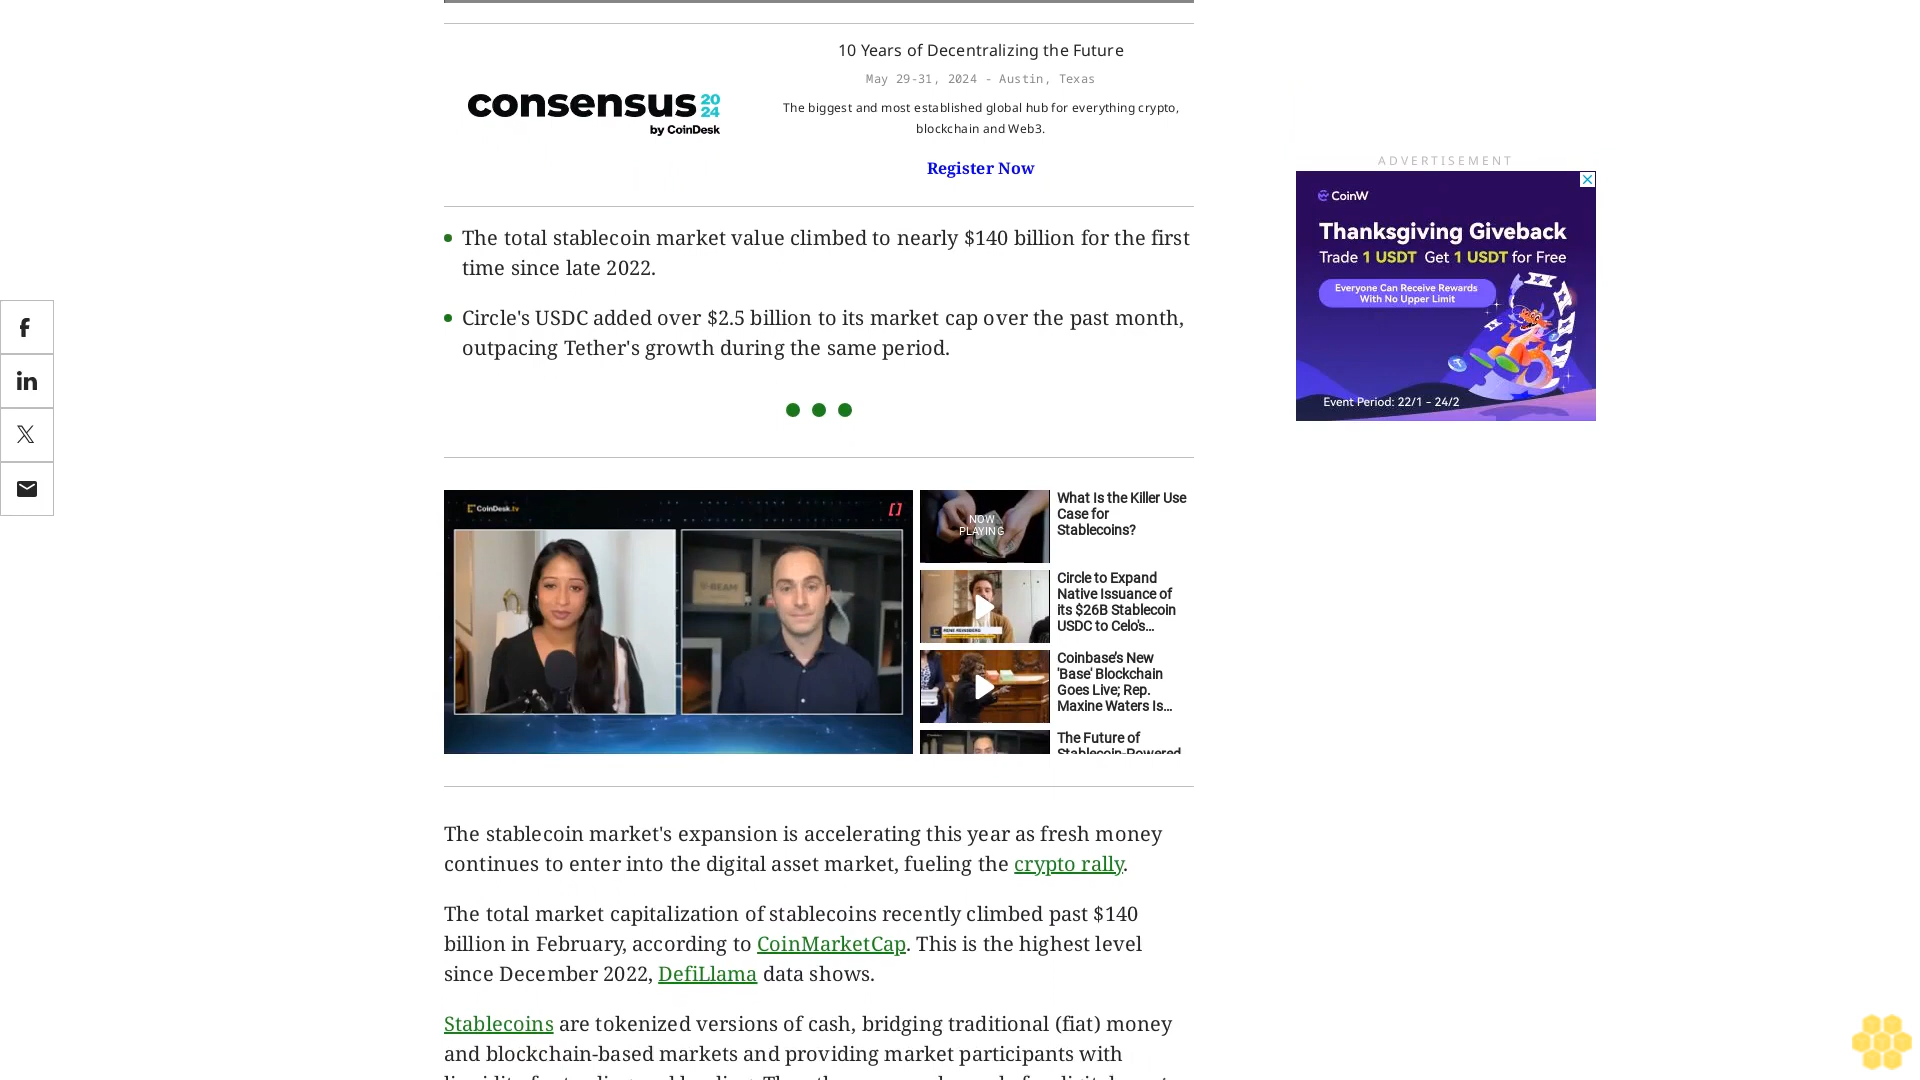 10 Years of Decentralizing the Future
May 29-31, 2024 - Austin, Texas
consensus 2024
by CoinDesk
The biggest and most established global hub for everything crypto,
blockchain and Web3.
Register Now
The total stablecoin market value climbed to nearly $140 billion for the first
time since late 2022.
Circle's USDC added over $2.5 billion to its market cap over the past month,
outpacing Tether's growth during the same period.
ADVERTISEMENT
CoinW
Thanksgiving Giveback
Trade 1 USDT Get 1 USDT for Free
Everyone Can Receive Rewards
With No Upper Limit
Event Period: 22/1 - 24/2
CoinDesk.tv
NOW
PLAYING
What Is the Killer Use
Case for
Stablecoins?
Circle to Expand
Native Issuance of
its $26B Stablecoin
USDC to Celo's...
Coinbase’s New
'Base' Blockchain
Goes Live; Rep.
Maxine Waters Is...
The Future of
Stablecoin-Powered
The stablecoin market's expansion is accelerating this year as fresh money
continues to enter into the digital asset market, fueling the crypto rally.
The total market capitalization of stablecoins recently climbed past $140
billion in February, according to CoinMarketCap. This is the highest level
since December 2022, DefiLlama data shows.
Stablecoins are tokenized versions of cash, bridging traditional (fiat) money
and blockchain-based markets and providing market participants with